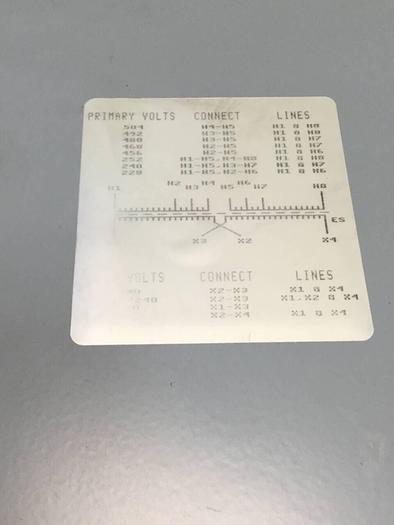 PRIMARY VOLTS CONNECT LINES
504 H4-H5 H1 & H8
492 H3-H5 H1 & H8
480 H3-H5 H1 & H7
468 H2-H5 H1 & H7
456 H2-H5 H1 & H6
252 H1-H5,H4-H8 H1 & H8
240 H1-H5,H3-H7 H1 & H7
228 H1-H5,H2-H6 H1 & H6
H1 H2 H3 H4 H5 H6 H7 H8
ES
X3 X2 X4
VOLTS CONNECT LINES
X2-X3 X1 & X4
240 X2-X3 X1,X2 & X4
X1-X3
X2-X4 X1 & X4